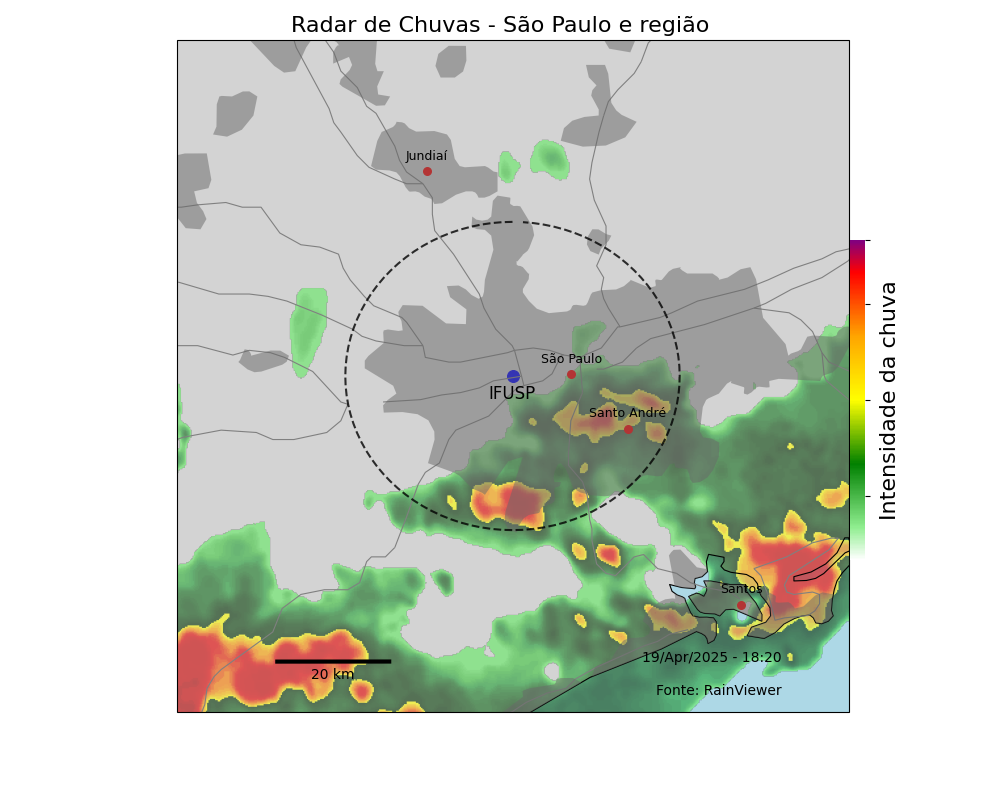 Radar de Chuvas - São Paulo e região
Jundiaí
São Paulo
IFUSP
Santo André
Santos
19/Apr/2025 - 18:20
20 km
Fonte: RainViewer
Intensidade da chuva